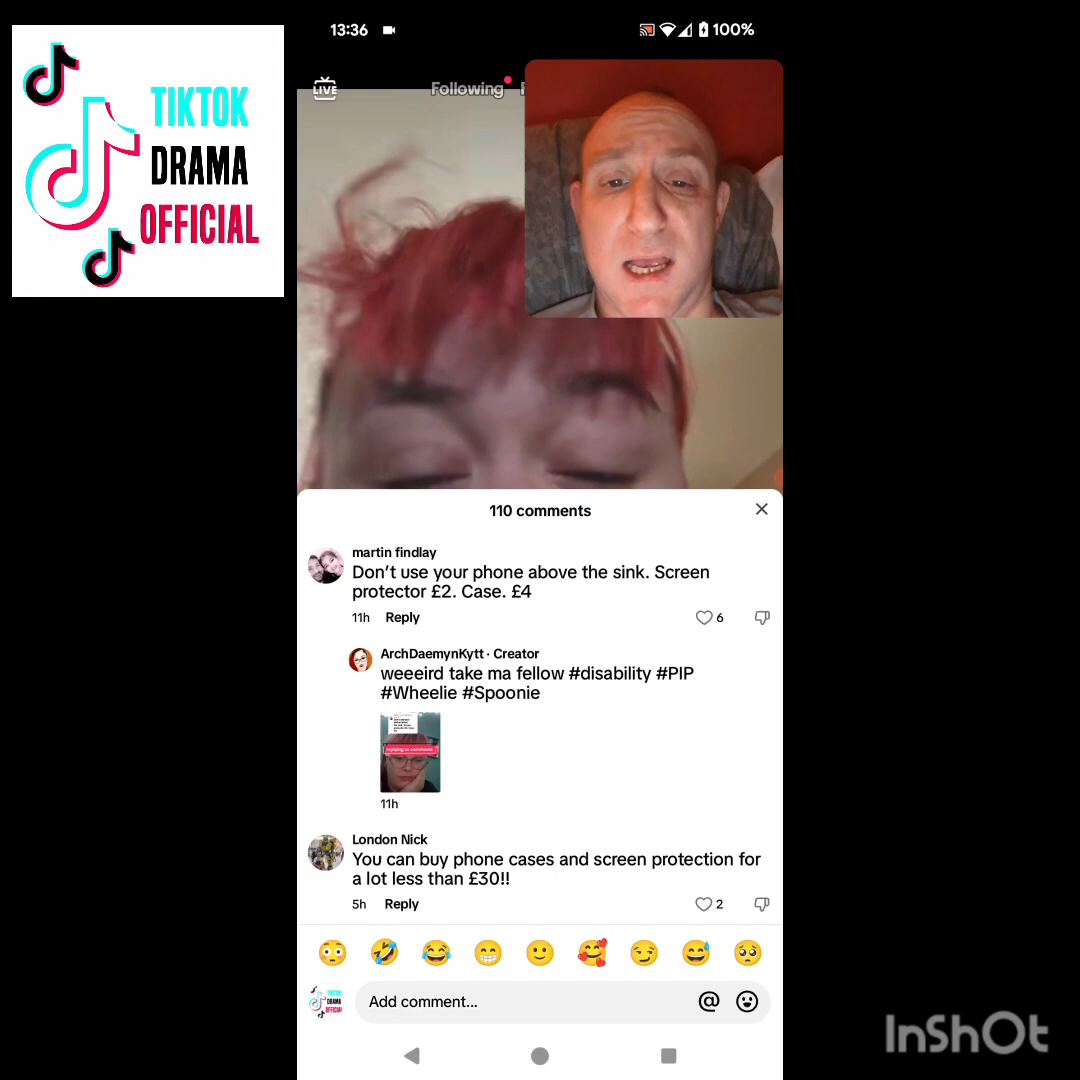 TIKTOK
DRAMA
OFFICIAL
13:36
100%
LIVE
Following
110 comments
martin findlay
Don’t use your phone above the sink. Screen
protector £2. Case. £4
11h Reply
6
ArchDaemynKytt · Creator
weeeird take ma fellow #disability #PIP
#Wheelie #Spoonie
replying to comments
11h
London Nick
You can buy phone cases and screen protection for
a lot less than £30!!
5h Reply
2
Add comment...
InShOt